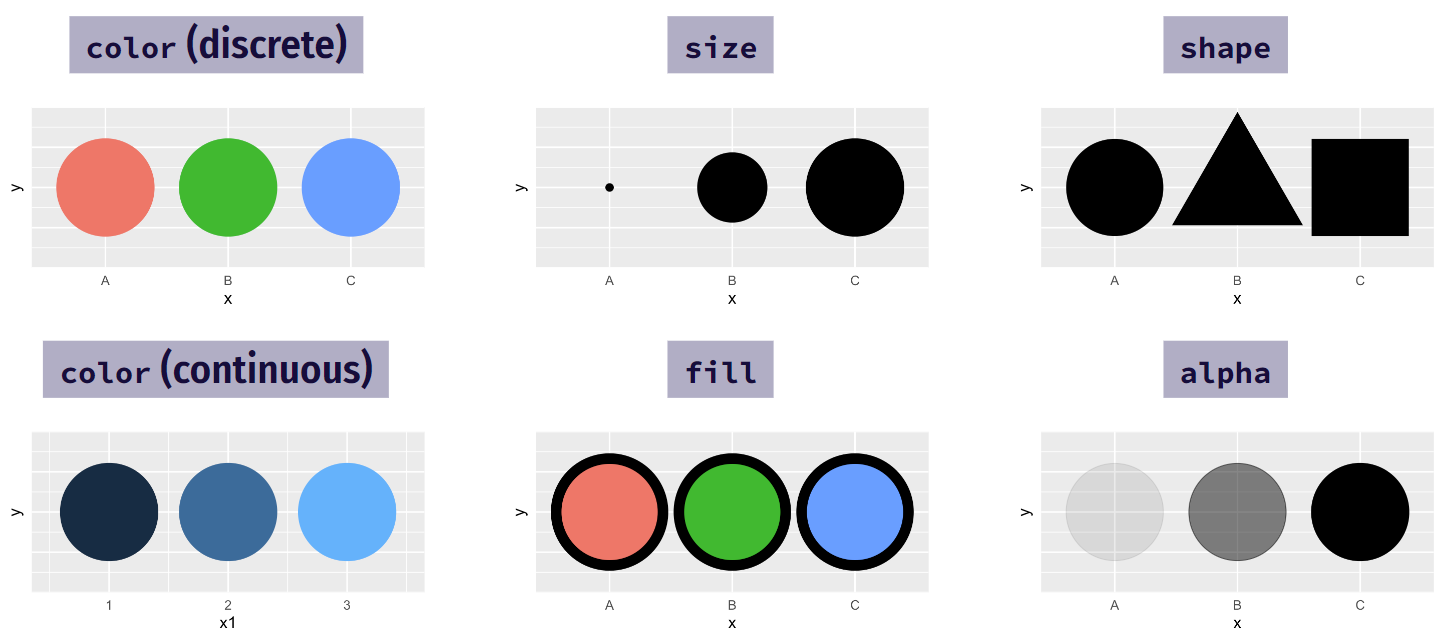 color (discrete)
size
shape
y
A B C
x
y
A B C
x
y
A B C
x
color (continuous)
fill
alpha
y
1 2 3
x1
y
A B C
x
y
A B C
x